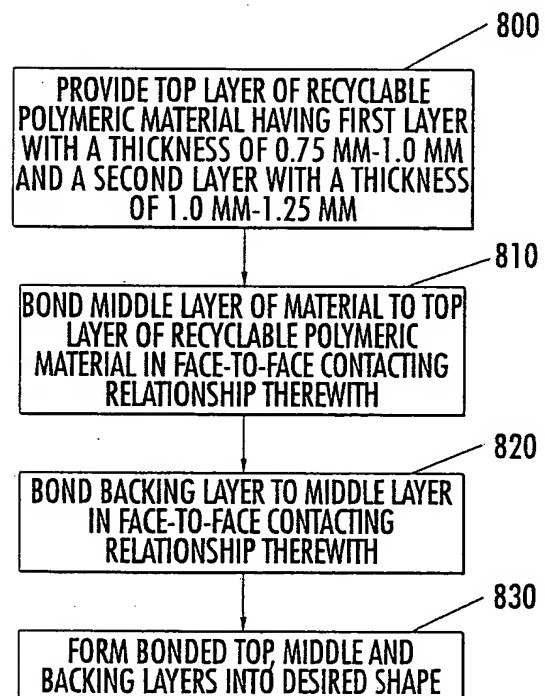 800
PROVIDE TOP LAYER OF RECYCLABLE
POLYMERIC MATERIAL HAVING FIRST LAYER
WITH A THICKNESS OF 0.75 MM-1.0 MM
AND A SECOND LAYER WITH A THICKNESS
OF 1.0 MM-1.25 MM
810
BOND MIDDLE LAYER OF MATERIAL TO TOP
LAYER OF RECYCLABLE POLYMERIC
MATERIAL IN FACE-TO-FACE CONTACTING
RELATIONSHIP THEREWITH
820
BOND BACKING LAYER TO MIDDLE LAYER
IN FACE-TO-FACE CONTACTING
RELATIONSHIP THEREWITH
830
FORM BONDED TOP, MIDDLE AND
BACKING LAYERS INTO DESIRED SHAPE